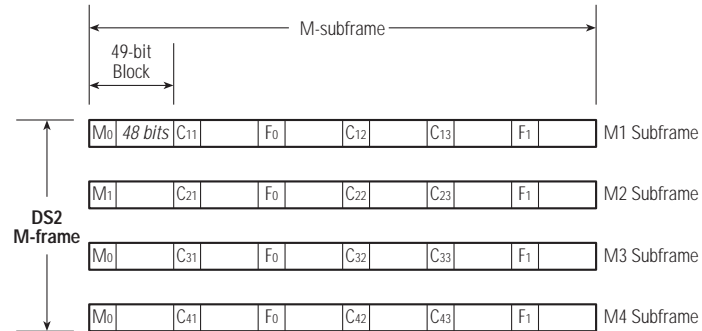 M-subframe
49-bit
Block
M0 48 bits C11 F0 C12 C13 F1 M1 Subframe
M1 C21 F0 C22 C23 F1 M2 Subframe
DS2
M-frame
M0 C31 F0 C32 C33 F1 M3 Subframe
M0 C41 F0 C42 C43 F1 M4 Subframe